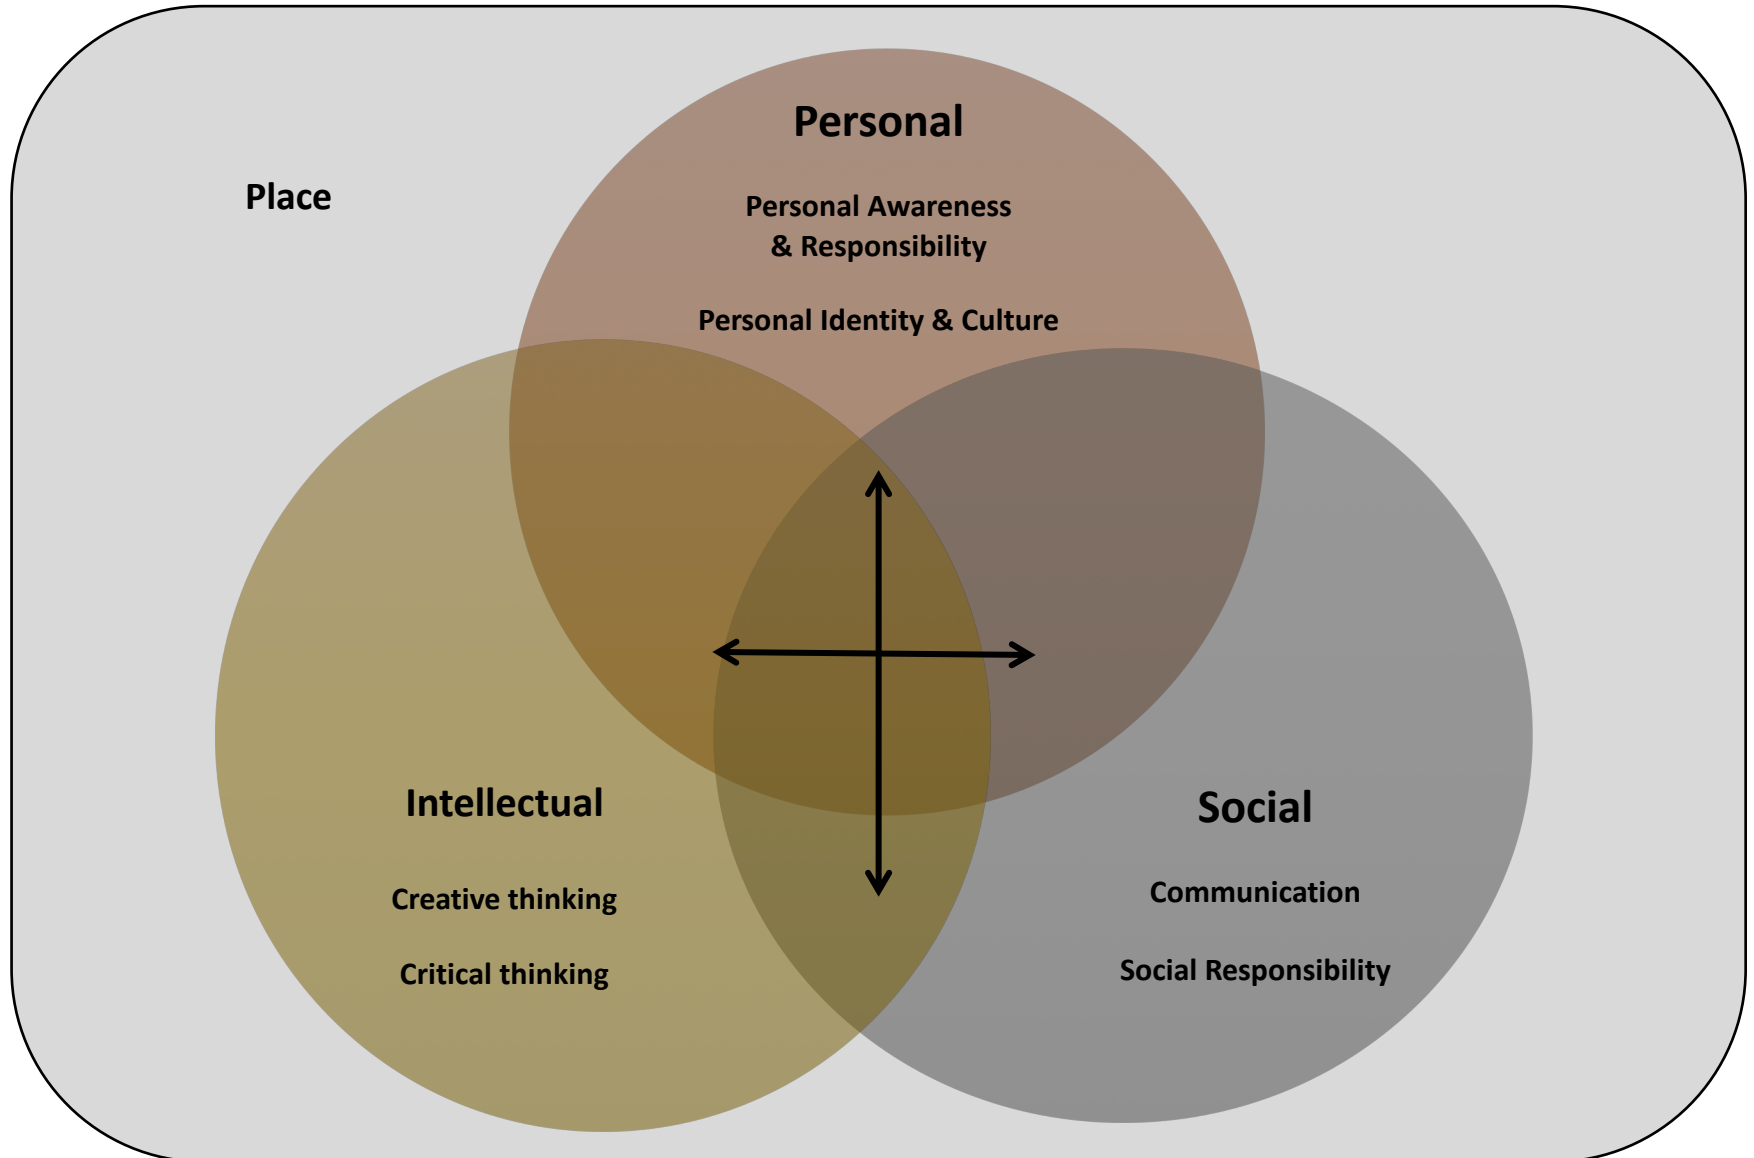 Personal
Place
Personal Awareness
& Responsibility
Personal Identity & Culture
Intellectual
Creative thinking
Critical thinking
Social
Communication
Social Responsibility